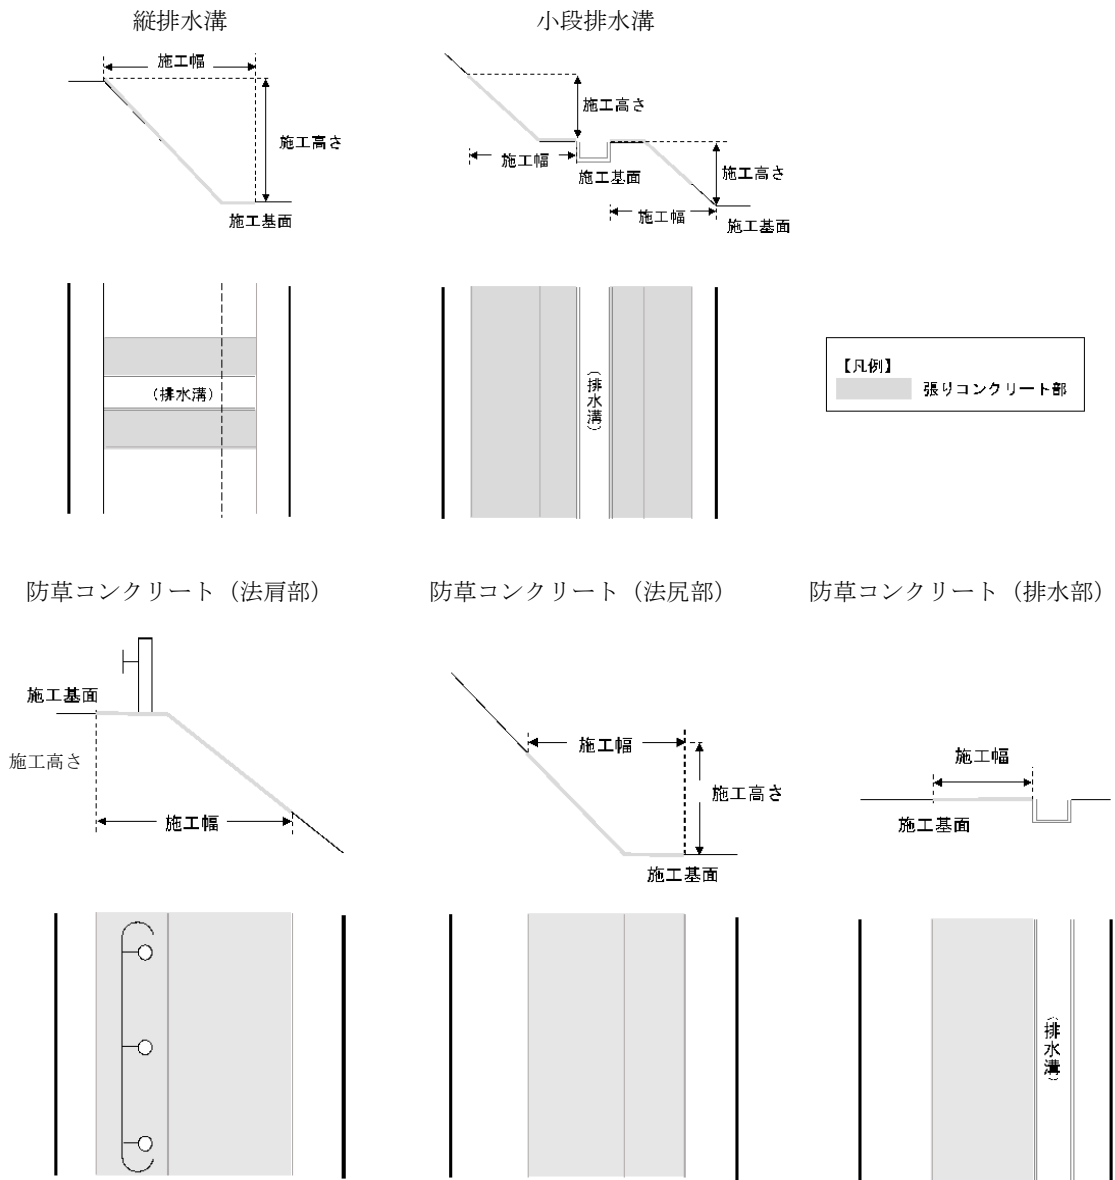 縦排水溝
施工幅
施工高さ
施工基面
(排水溝)
小段排水溝
施工高さ
施工幅
施工基面
施工高さ
施工幅
施工基面
(排水溝)
【凡例】
張りコンクリート部
防草コンクリート（法肩部）
施工基面
施工高さ
施工幅
防草コンクリート（法尻部）
施工幅
施工高さ
施工基面
防草コンクリート（排水部）
施工幅
施工基面
(排水溝)